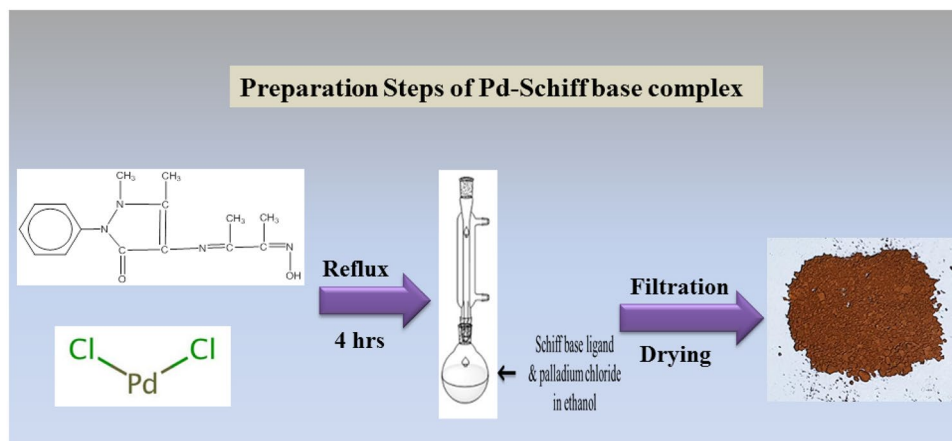 Preparation Steps of Pd-Schiff base complex
CH₃
CH₃
N
C
N
C
C
O
N
C
C
N
OH
CH₃
CH₃
Cl
Cl
Pd
Reflux
4 hrs
Schiff base ligand
& palladium chloride
in ethanol
Filtration
Drying